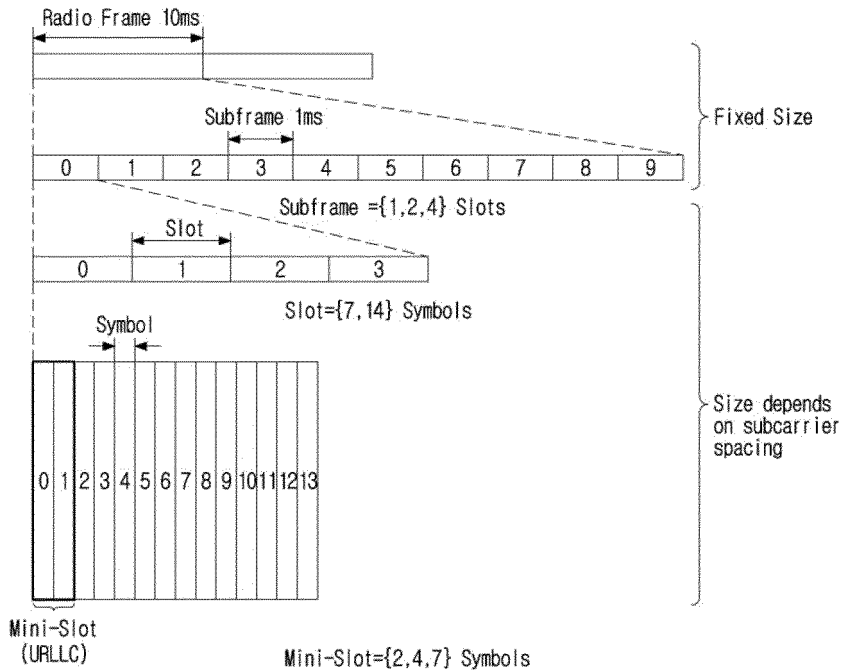 Radio Frame 10ms
Fixed Size
Subframe 1ms
0 1 2 3 4 5 6 7 8 9
Subframe ={1,2,4} Slots
Slot
0 1 2 3
Slot={7,14} Symbols
Symbol
Size depends
on subcarrier
spacing
0 1 2 3 4 5 6 7 8 9 10 11 12 13
Mini-Slot
(URLLC)
Mini-Slot={2,4,7} Symbols